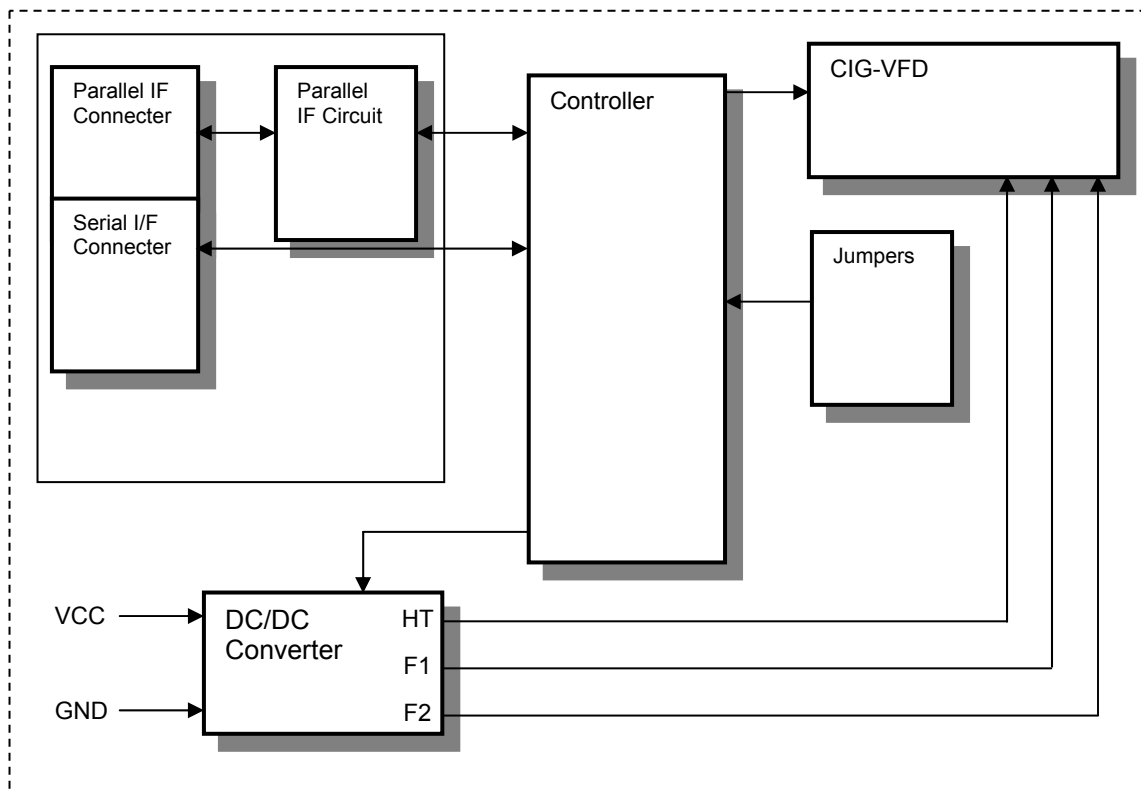 Parallel IF
Connecter
Parallel
IF Circuit
Controller
CIG-VFD
Serial I/F
Connecter
Jumpers
VCC
GND
DC/DC
Converter
HT
F1
F2